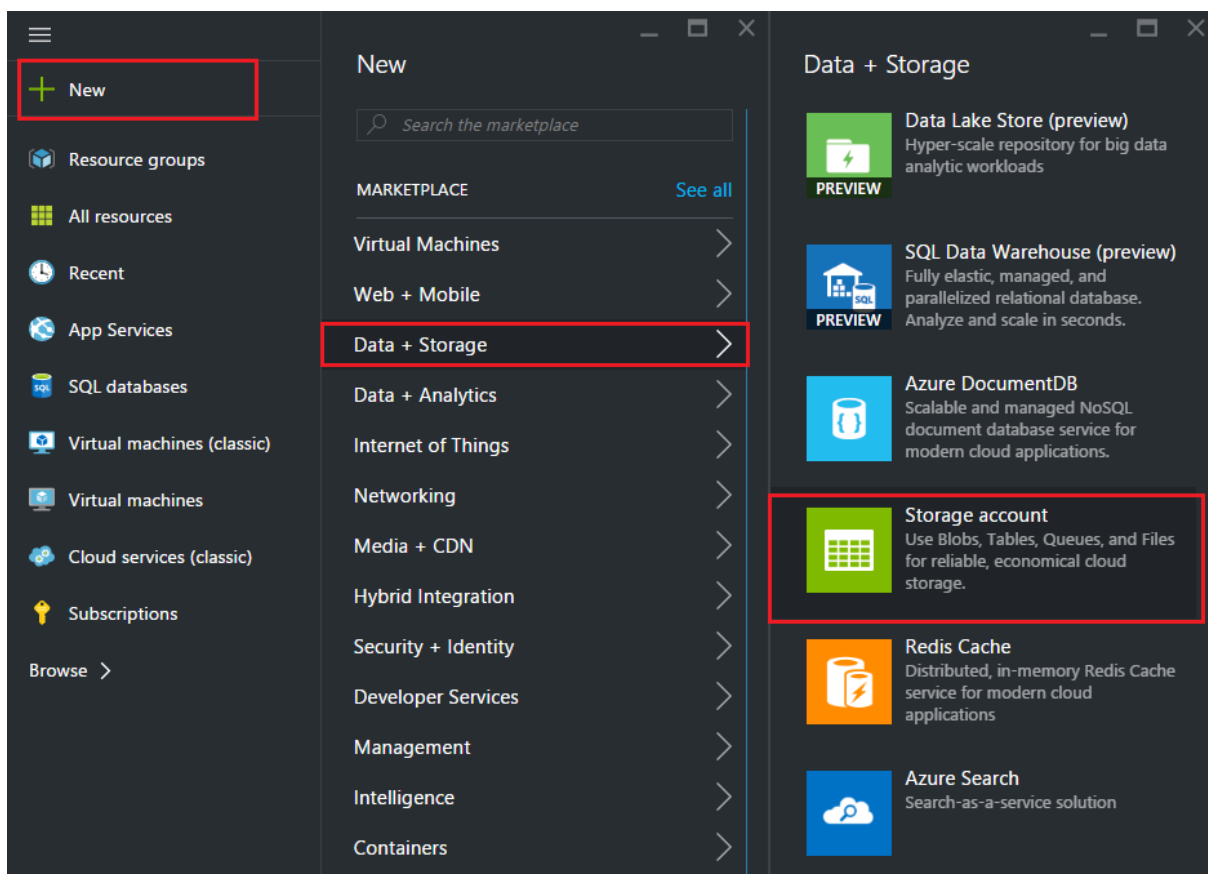 New
Resource groups
All resources
Recent
App Services
SQL databases
Virtual machines (classic)
Virtual machines
Cloud services (classic)
Subscriptions
Browse
New
Search the marketplace
MARKETPLACE
See all
Virtual Machines
Web + Mobile
Data + Storage
Data + Analytics
Internet of Things
Networking
Media + CDN
Hybrid Integration
Security + Identity
Developer Services
Management
Intelligence
Containers
Data + Storage
PREVIEW
Data Lake Store (preview)
Hyper-scale repository for big data
analytic workloads
SQL
PREVIEW
SQL Data Warehouse (preview)
Fully elastic, managed, and
parallelized relational database.
Analyze and scale in seconds.
Azure DocumentDB
Scalable and managed NoSQL
document database service for
modern cloud applications.
Storage account
Use Blobs, Tables, Queues, and Files
for reliable, economical cloud
storage.
Redis Cache
Distributed, in-memory Redis Cache
service for modern cloud
applications
Azure Search
Search-as-a-service solution